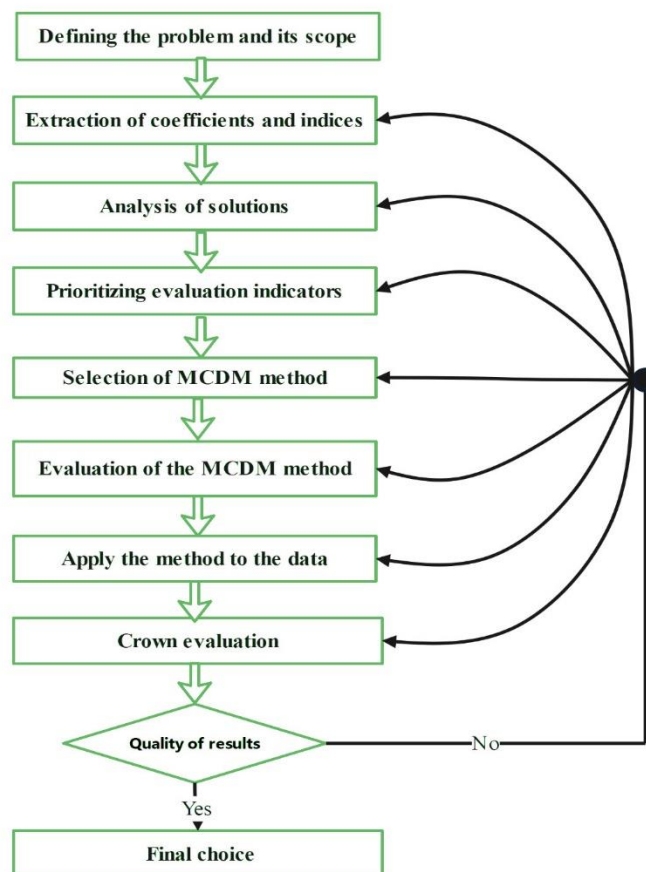 Defining the problem and its scope
Extraction of coefficients and indices
Analysis of solutions
Prioritizing evaluation indicators
Selection of MCDM method
Evaluation of the MCDM method
Apply the method to the data
Crown evaluation
Quality of results
No
Yes
Final choice